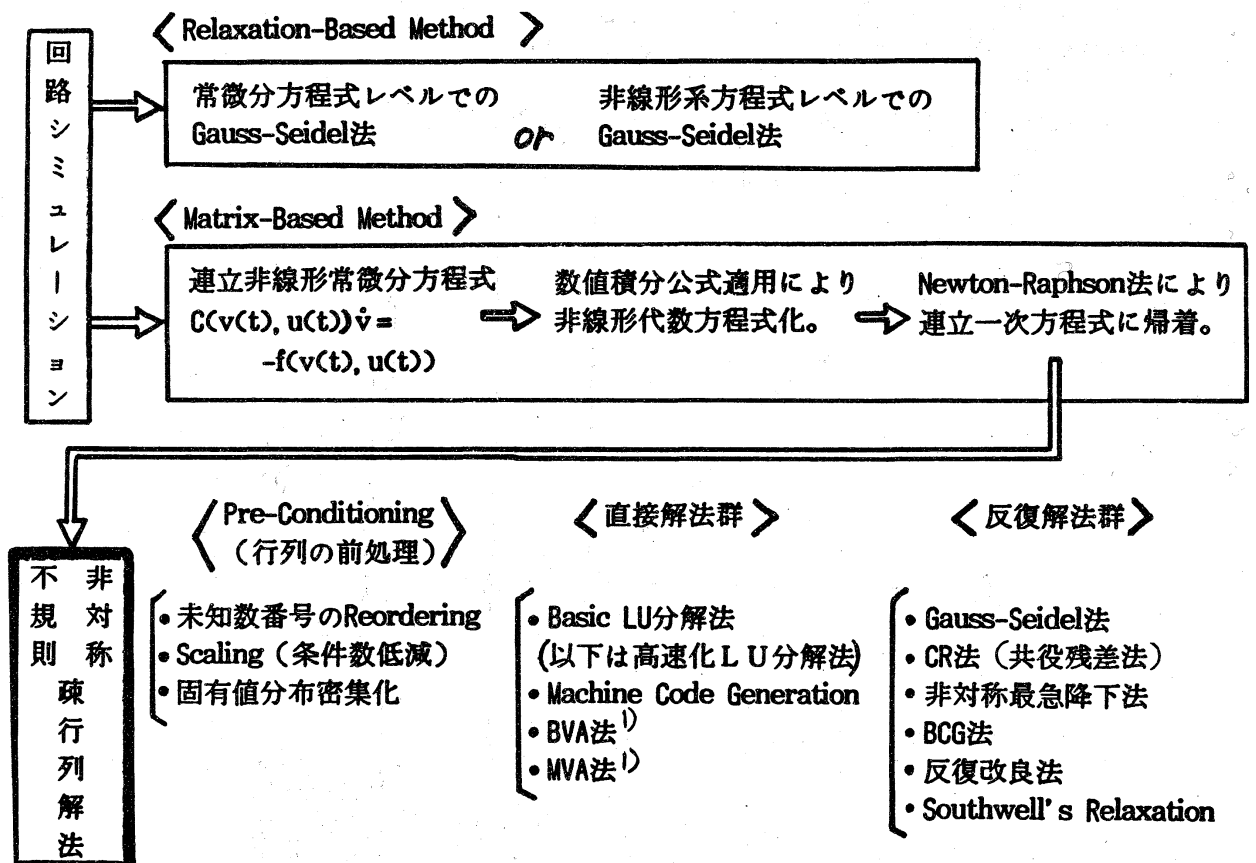 回路シミュレーション
〈 Relaxation-Based Method 〉
常微分方程式レベルでの
Gauss-Seidel法
or
非線形系方程式レベルでの
Gauss-Seidel法
〈 Matrix-Based Method 〉
連立非線形常微分方程式
C(v(t), u(t))v̇ =
-f(v(t), u(t))
数値積分公式適用により
非線形代数方程式化。
Newton-Raphson法により
連立一次方程式に帰着。
非対称
不規則
疎行列解法
〈 Pre-Conditioning 〉
(行列の前処理)
• 未知数番号のReordering
• Scaling (条件数低減)
• 固有値分布密集化
〈 直接解法群 〉
• Basic LU分解法
(以下は高速化LU分解法)
• Machine Code Generation
• BVA法1)
• MVA法1)
〈 反復解法群 〉
• Gauss-Seidel法
• CR法 (共役残差法)
• 非対称最急降下法
• BCG法
• 反復改良法
• Southwell's Relaxation